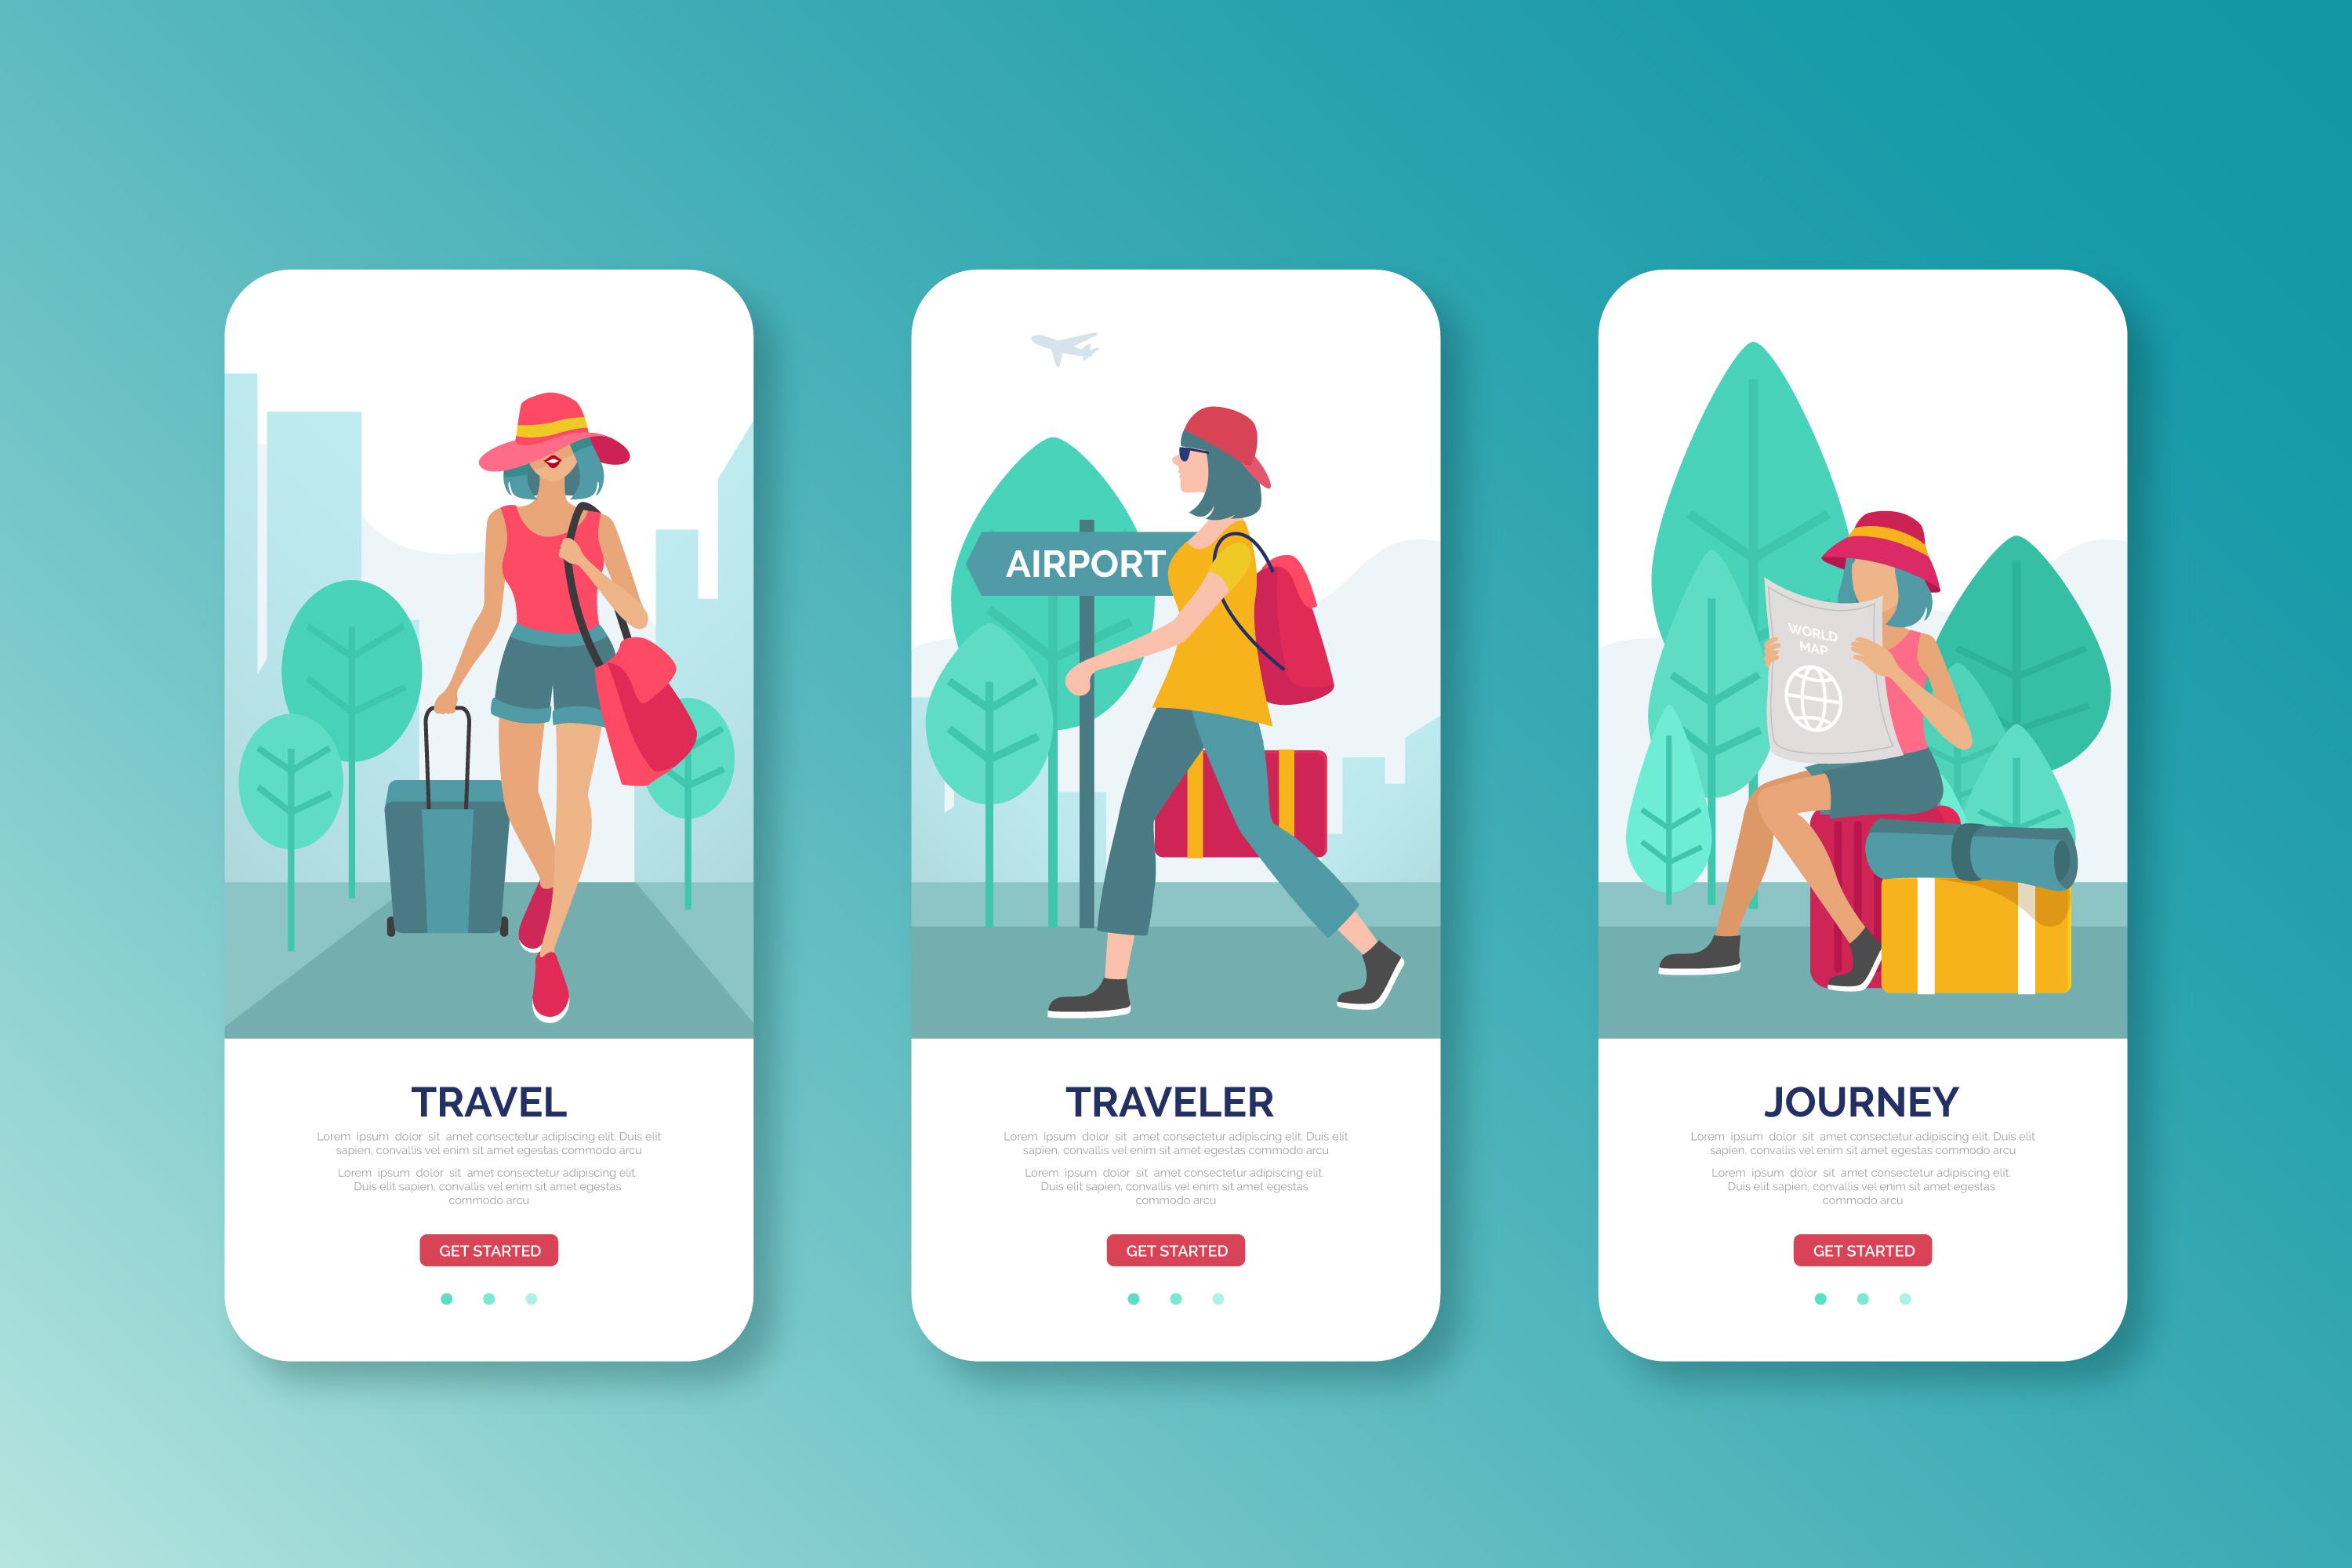 TRAVEL
Lorem ipsum dolor sit amet consectetur adipiscing elit. Duis elit
sapien, convallis vel enim sit amet egestas commodo arcu
Lorem ipsum dolor sit amet consectetur adipiscing elit.
Duis elit sapien, convallis vel enim sit amet egestas
commodo arcu
GET STARTED
AIRPORT
TRAVELER
Lorem ipsum dolor sit amet consectetur adipiscing elit. Duis elit
sapien, convallis vel enim sit amet egestas commodo arcu
Lorem ipsum dolor sit amet consectetur adipiscing elit.
Duis elit sapien, convallis vel enim sit amet egestas
commodo arcu
GET STARTED
WORLD
MAP
JOURNEY
Lorem ipsum dolor sit amet consectetur adipiscing elit. Duis elit
sapien, convallis vel enim sit amet egestas commodo arcu
Lorem ipsum dolor sit amet consectetur adipiscing elit.
Duis elit sapien, convallis vel enim sit amet egestas
commodo arcu
GET STARTED